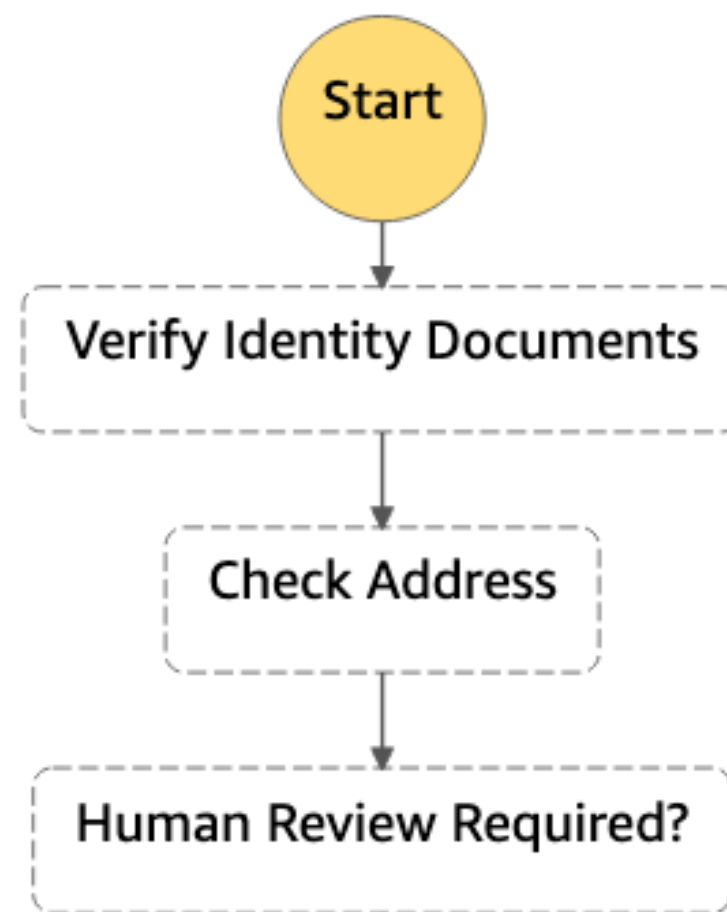 Start
Verify Identity Documents
Check Address
Human Review Required?